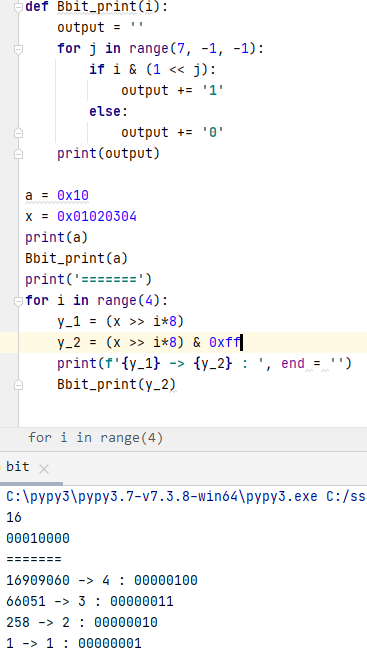 def Bbit_print(i):
    output = ''
    for j in range(7, -1, -1):
        if i & (1 << j):
            output += '1'
        else:
            output += '0'
    print(output)

a = 0x10
x = 0x01020304
print(a)
Bbit_print(a)
print('=======')
for i in range(4):
    y_1 = (x >> i*8)
    y_2 = (x >> i*8) & 0xff
    print(f'{y_1} -> {y_2} : ', end = '')
    Bbit_print(y_2)
for i in range(4)
bit
C:\pypy3\pypy3.7-v7.3.8-win64\pypy3.exe C:/ss
16
00010000
=======
16909060 -> 4 : 00000100
66051 -> 3 : 00000011
258 -> 2 : 00000010
1 -> 1 : 00000001